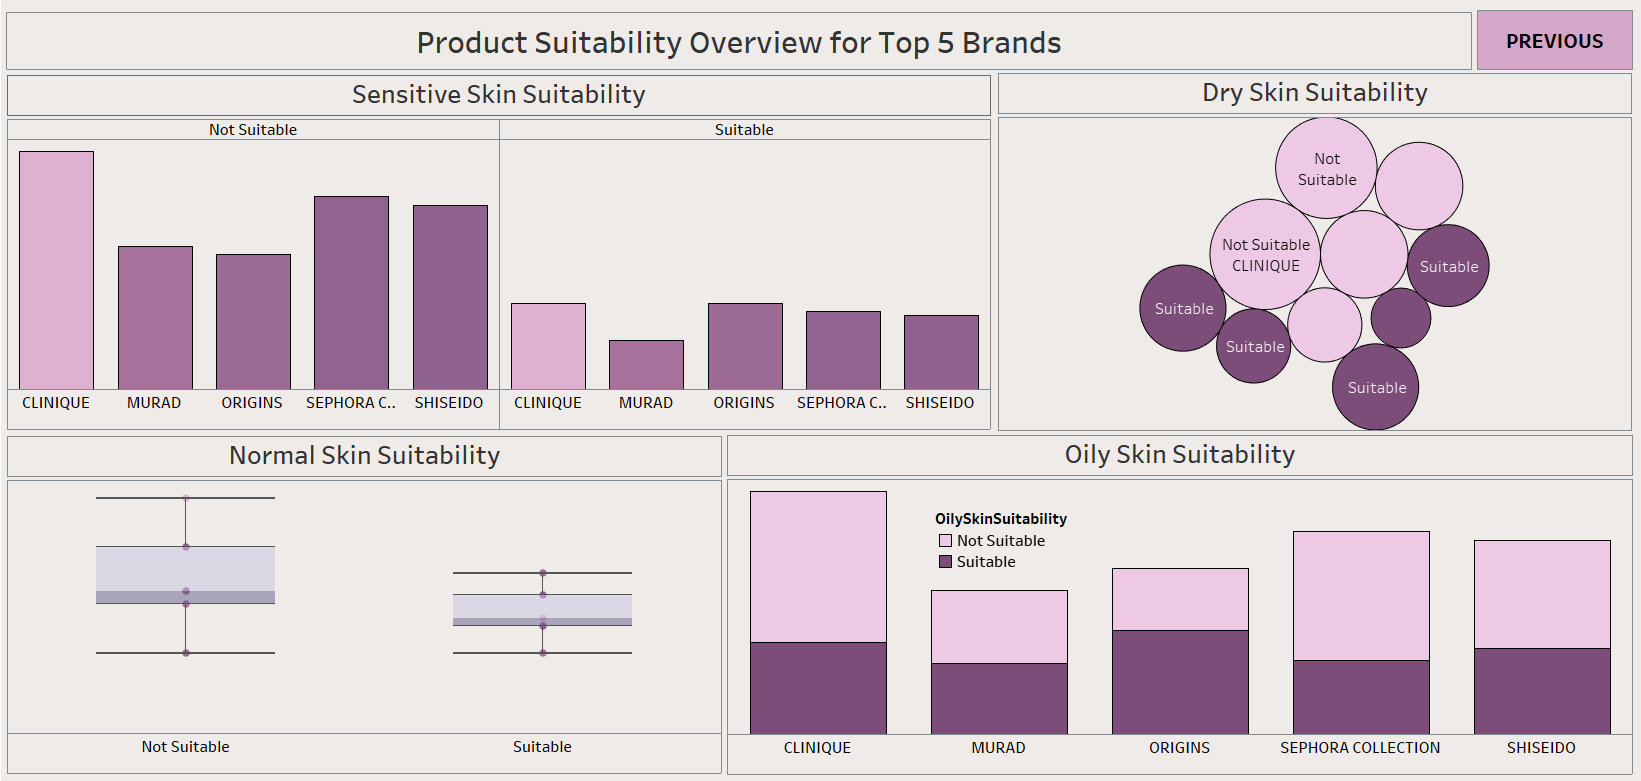 Product Suitability Overview for Top 5 Brands
PREVIOUS
Sensitive Skin Suitability
Not Suitable
Suitable
CLINIQUE
MURAD
ORIGINS
SEPHORA C..
SHISEIDO
CLINIQUE
MURAD
ORIGINS
SEPHORA C..
SHISEIDO
Dry Skin Suitability
Not
Suitable
Not Suitable
CLINIQUE
Suitable
Suitable
Suitable
Suitable
Normal Skin Suitability
Not Suitable
Suitable
Oily Skin Suitability
OilySkinSuitability
Not Suitable
Suitable
CLINIQUE
MURAD
ORIGINS
SEPHORA COLLECTION
SHISEIDO